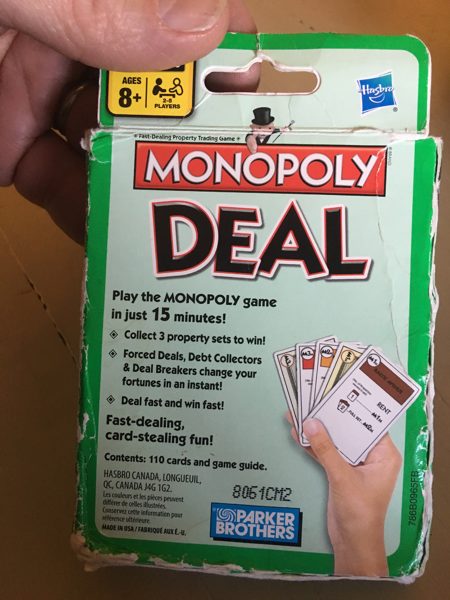 AGES
8+
2-5
PLAYERS
Hasbro
Fast-Dealing Property Trading Game
MONOPOLY
DEAL
Play the MONOPOLY game
in just 15 minutes!
Collect 3 property sets to win!
Forced Deals, Debt Collectors
& Deal Breakers change your
fortunes in an instant!
Deal fast and win fast!
Fast-dealing,
card-stealing fun!
Contents: 110 cards and game guide.
HASBRO CANADA, LONGUEUIL,
QC, CANADA J4G 1G2.
Les couleurs et les pièces peuvent
différer de celles illustrées.
Conservez cette information pour
référence ultérieure.
MADE IN USA / FABRIQUÉ AUX É.-U.
8061CM2
PARKER
BROTHERS
RENT
FULL SET
786B0965FB